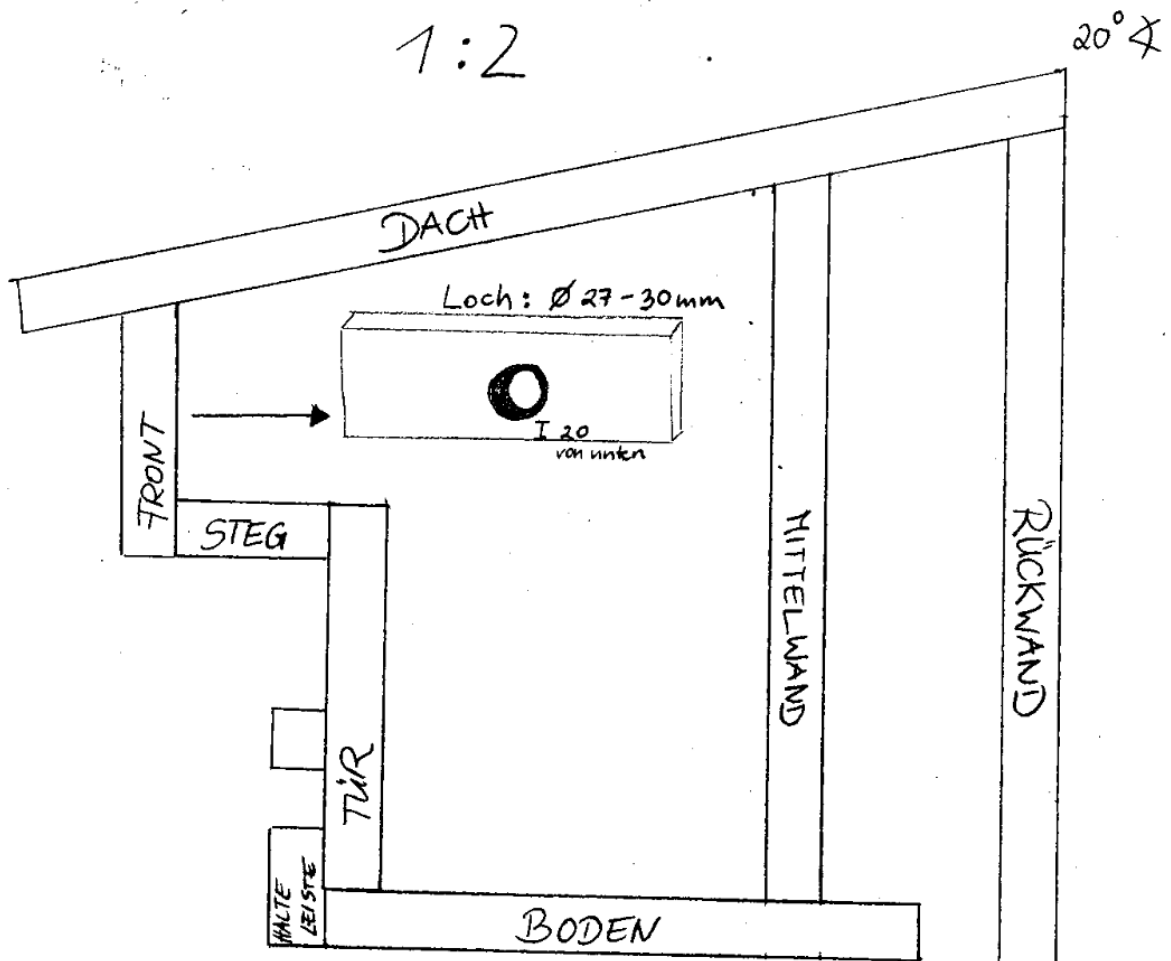 1:2
20° ∢
DACH
Loch: Ø 27-30mm
I 20
von unten
FRONT
STEG
MITTELWAND
RÜCKWAND
TÜR
HALTE
LEISTE
BODEN